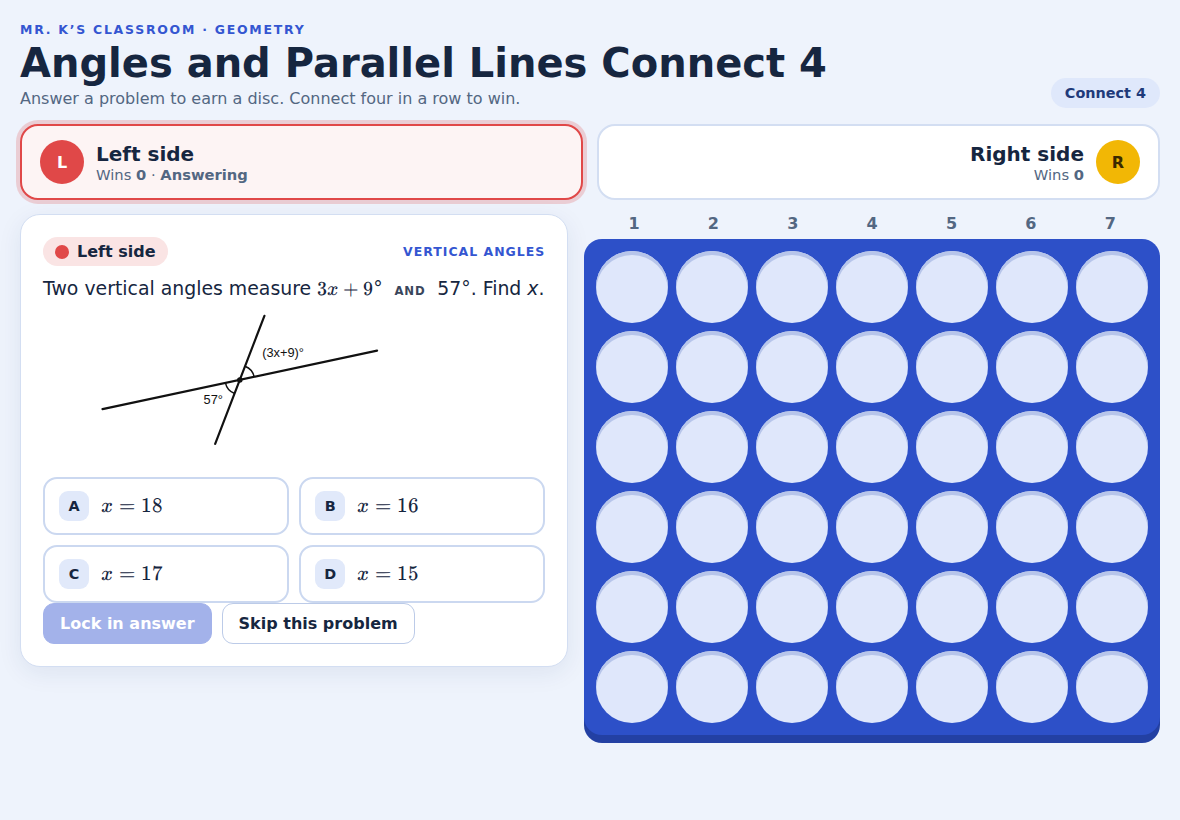 MR. K’S CLASSROOM · GEOMETRY
Angles and Parallel Lines Connect 4
Answer a problem to earn a disc. Connect four in a row to win.
Connect 4
L
Left side
Wins 0 · Answering
Right side
Wins 0
R
Left side
VERTICAL ANGLES
Two vertical angles measure 3x + 9° AND 57°. Find x.
(3x+9)°
57°
A x = 18
B x = 16
C x = 17
D x = 15
Lock in answer
Skip this problem
1 2 3 4 5 6 7